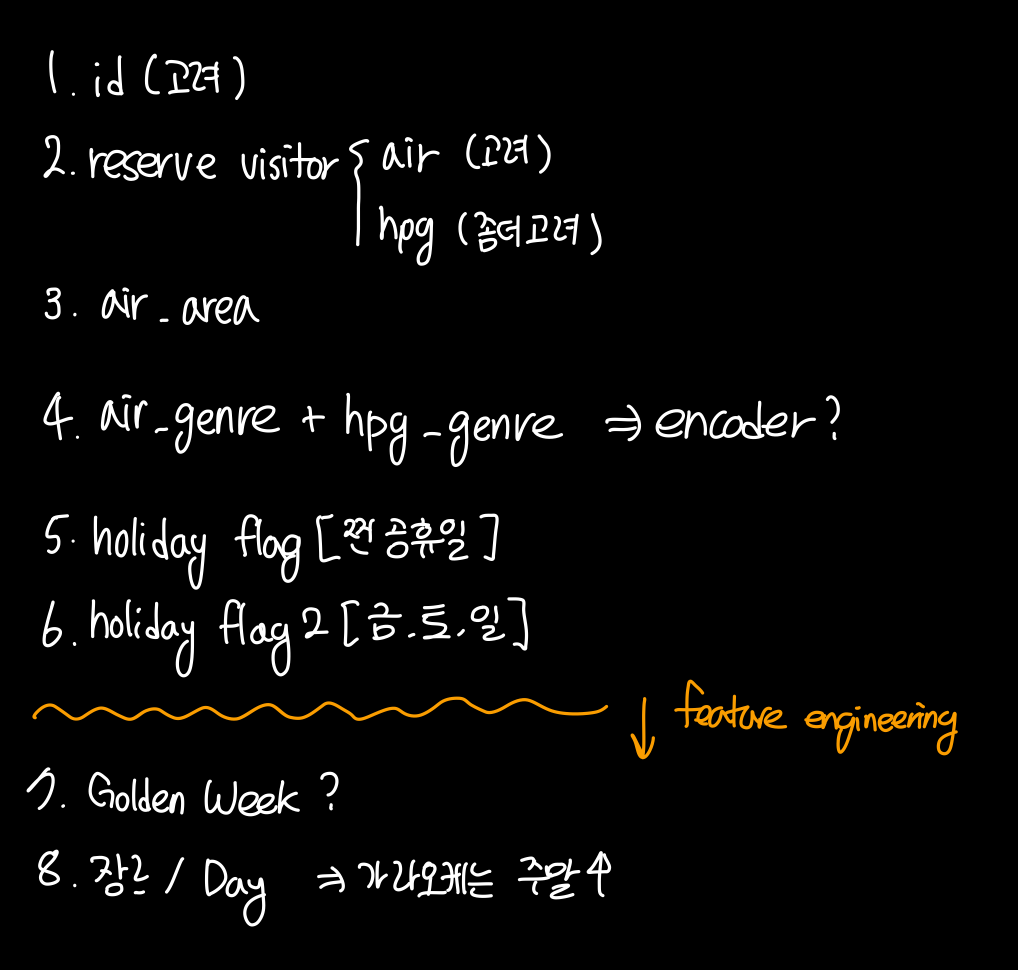 1. id (고려)
2. reserve visitor { air (고려)
hpg (좀더고려)
3. air_area
4. air_genre + hpg_genre ⇒ encoder?
5. holiday flag [찐 공휴일]
6. holiday flag 2 [금.토.일]
↓ feature engineering
7. Golden Week ?
8. 장르 / Day ⇒ 가라오케는 주말↑